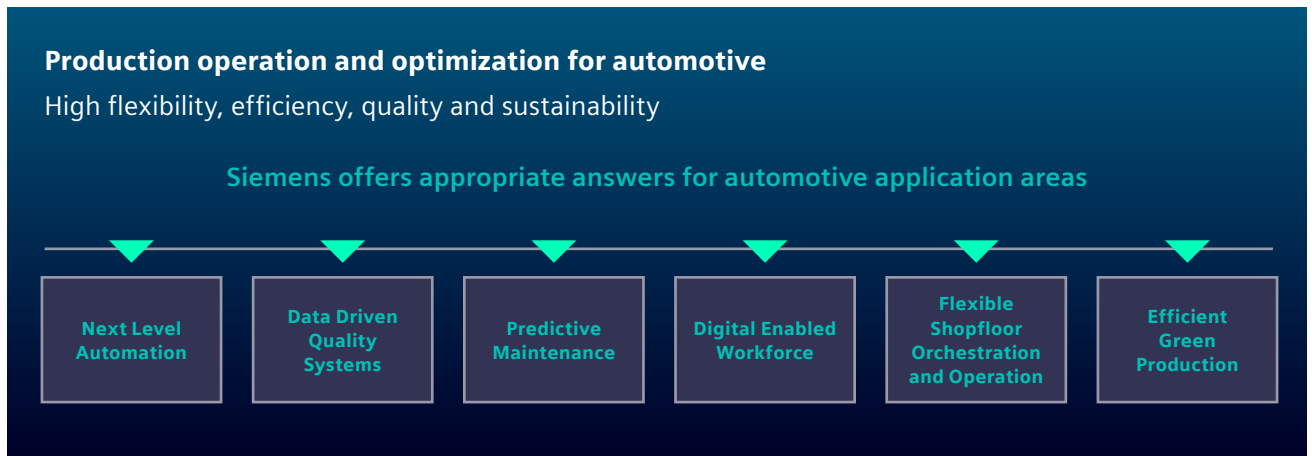 Production operation and optimization for automotive
High flexibility, efficiency, quality and sustainability
Siemens offers appropriate answers for automotive application areas
Next Level
Automation
Data Driven
Quality
Systems
Predictive
Maintenance
Digital Enabled
Workforce
Flexible
Shopfloor
Orchestration
and Operation
Efficient
Green
Production